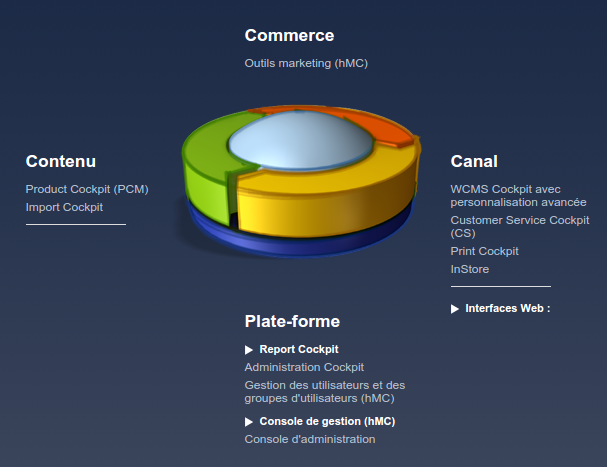 Commerce
Outils marketing (hMC)
Contenu
Product Cockpit (PCM)
Import Cockpit
Canal
WCMS Cockpit avec
personnalisation avancée
Customer Service Cockpit
(CS)
Print Cockpit
InStore
Interfaces Web :
Plate-forme
Report Cockpit
Administration Cockpit
Gestion des utilisateurs et des
groupes d'utilisateurs (hMC)
Console de gestion (hMC)
Console d'administration